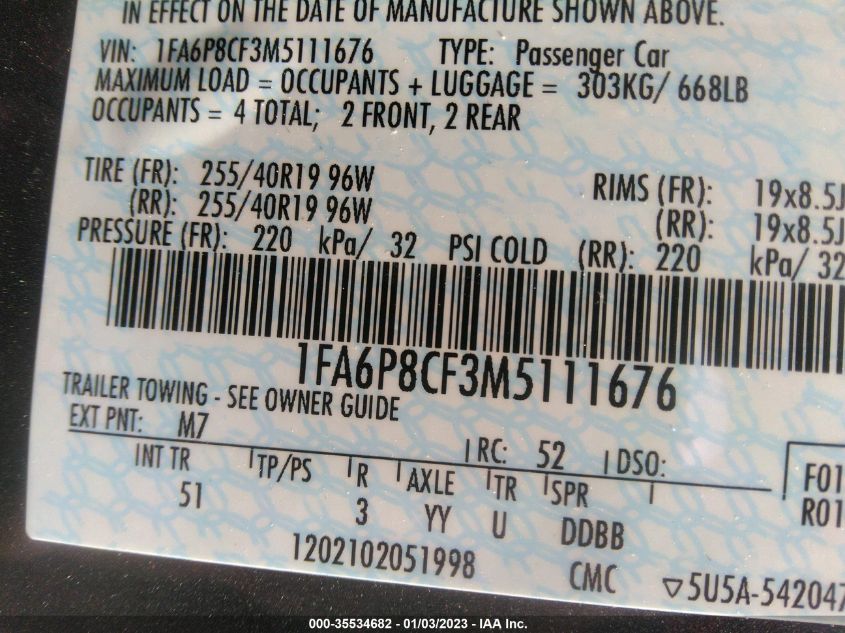 IN EFFECT ON THE DATE OF MANUFACTURE SHOWN ABOVE.
VIN: 1FA6P8CF3M5111676 TYPE: Passenger Car
MAXIMUM LOAD = OCCUPANTS + LUGGAGE = 303KG/ 668LB
OCCUPANTS = 4 TOTAL; 2 FRONT, 2 REAR
TIRE (FR): 255/40R19 96W RIMS (FR): 19x8.5J
(RR): 255/40R19 96W (RR): 19x8.5J
PRESSURE (FR): 220 kPa/ 32 PSI COLD (RR): 220 kPa/ 32
1FA6P8CF3M5111676
TRAILER TOWING - SEE OWNER GUIDE
EXT PNT: M7 RC: 52 DSO:
INT TR TP/PS R AXLE TR SPR F01
51 3 YY U DDBB R01
1202102051998 CMC ▽5U5A-542047
000-35534682 - 01/03/2023 - IAA Inc.